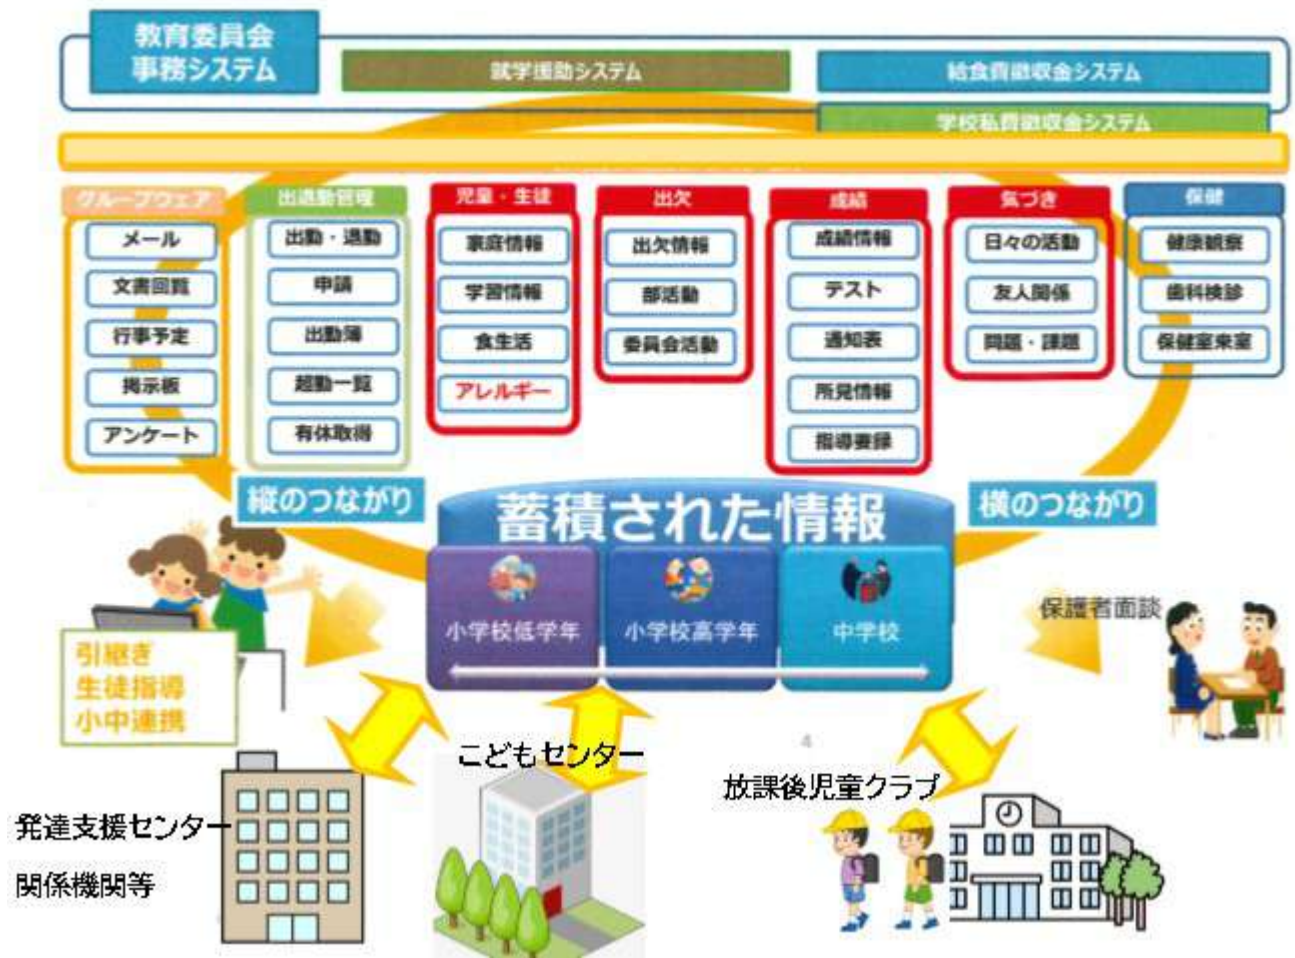 教育委員会
事務システム
就学援助システム
給食費徴収金システム
学校私費徴収金システム
グループウェア
メール
文書回覧
行事予定
掲示板
アンケート
出退勤管理
出勤・退勤
申請
出勤簿
超勤一覧
有休取得
児童・生徒
家庭情報
学習情報
食生活
アレルギー
出欠
出欠情報
部活動
委員会活動
成績
成績情報
テスト
通知表
所見情報
指導要録
気づき
日々の活動
友人関係
問題・課題
保健
健康観察
歯科検診
保健室来室
縦のつながり
蓄積された情報
横のつながり
小学校低学年
小学校高学年
中学校
引継ぎ
生徒指導
小中連携
保護者面談
4
こどもセンター
放課後児童クラブ
発達支援センター
関係機関等